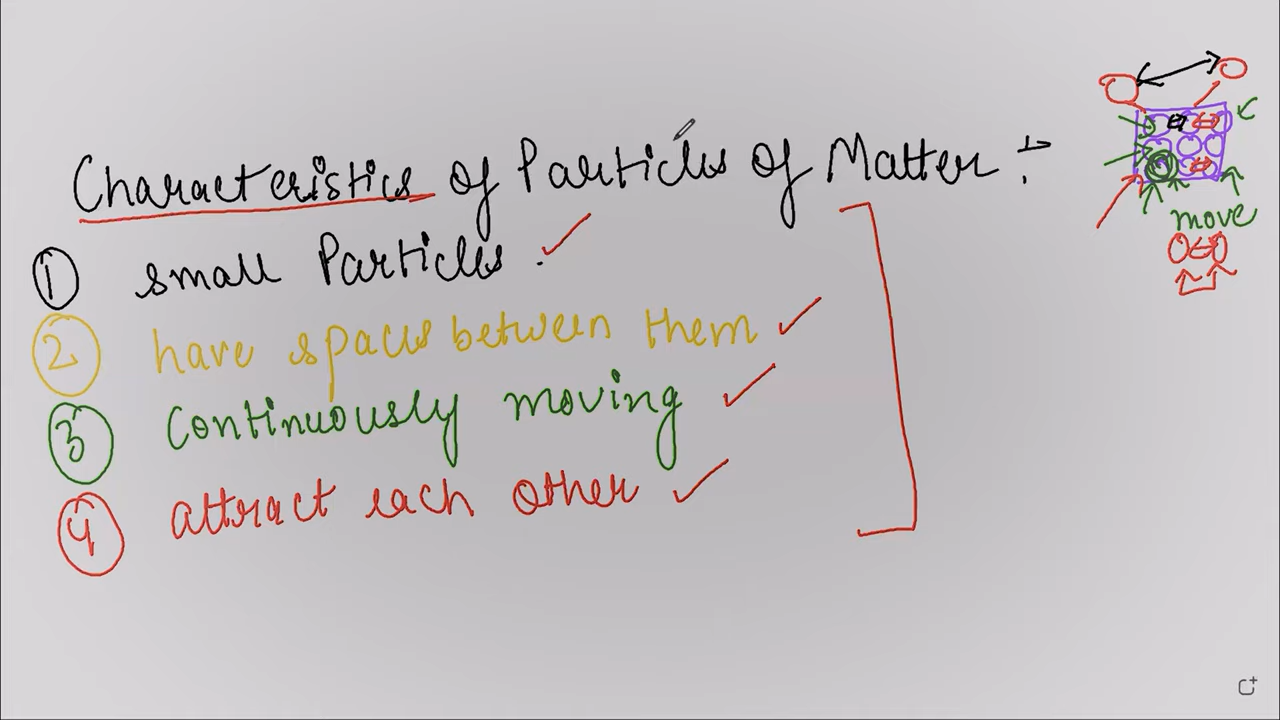 Characteristics of Particles of Matter :-
① small Particles.
② have spaces between them
③ continuously moving
④ attract each other
move